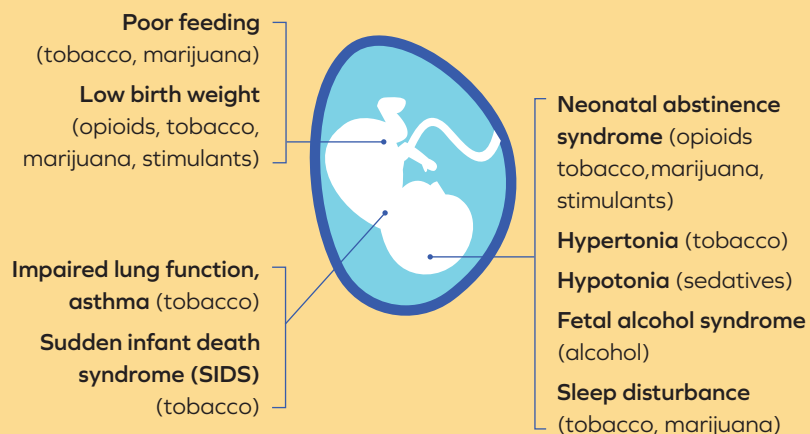 Poor feeding
(tobacco, marijuana)
Low birth weight
(opioids, tobacco,
marijuana, stimulants)
Impaired lung function,
asthma (tobacco)
Sudden infant death
syndrome (SIDS)
(tobacco)
Neonatal abstinence
syndrome (opioids
tobacco,marijuana,
stimulants)
Hypertonia (tobacco)
Hypotonia (sedatives)
Fetal alcohol syndrome
(alcohol)
Sleep disturbance
(tobacco, marijuana)